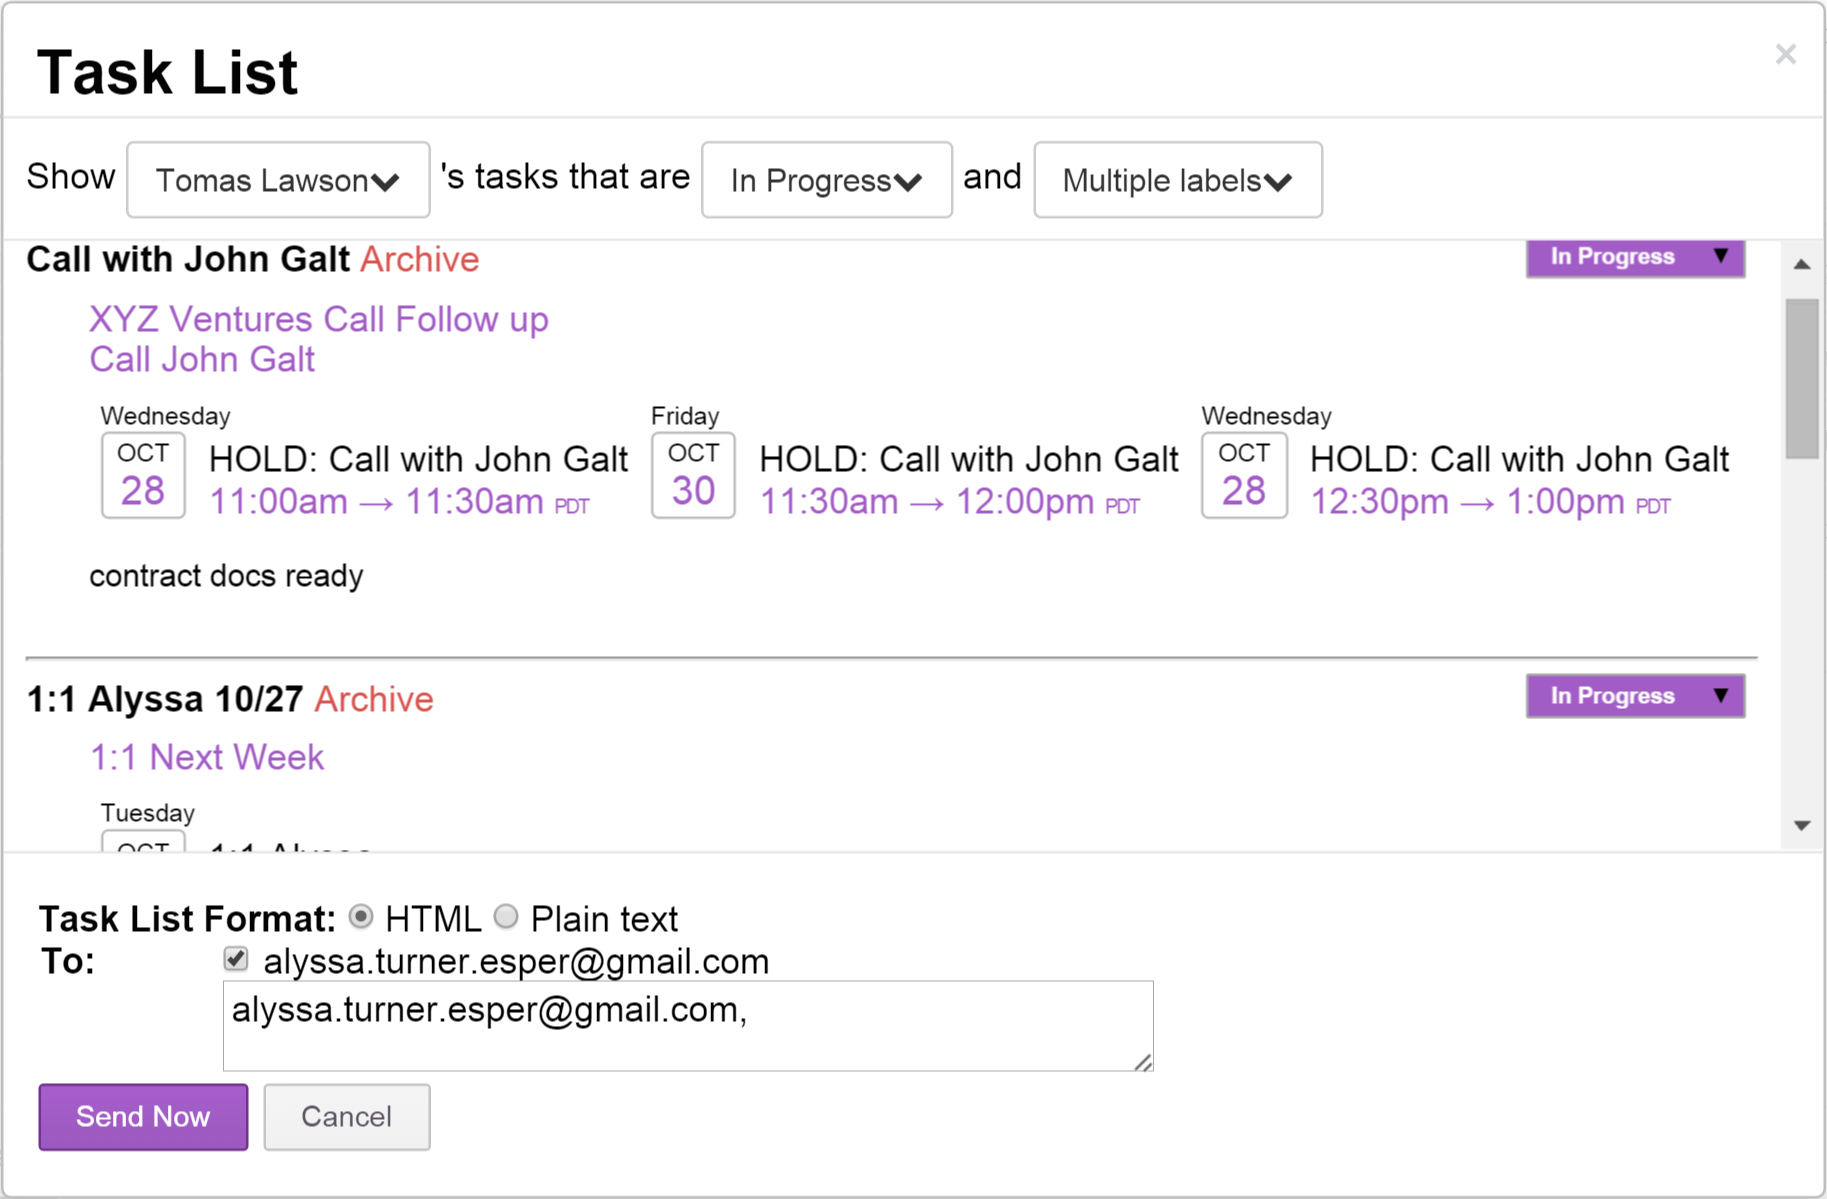 Task List
×
Show Tomas Lawson 's tasks that are In Progress and Multiple labels
Call with John Galt Archive In Progress ▼
XYZ Ventures Call Follow up
Call John Galt
Wednesday Friday Wednesday
OCT HOLD: Call with John Galt OCT HOLD: Call with John Galt OCT HOLD: Call with John Galt
28 11:00am → 11:30am PDT 30 11:30am → 12:00pm PDT 28 12:30pm → 1:00pm PDT
contract docs ready
1:1 Alyssa 10/27 Archive In Progress ▼
1:1 Next Week
Tuesday
OCT 1:1 Alyssa
Task List Format: HTML Plain text
To: alyssa.turner.esper@gmail.com
alyssa.turner.esper@gmail.com,
Send Now Cancel